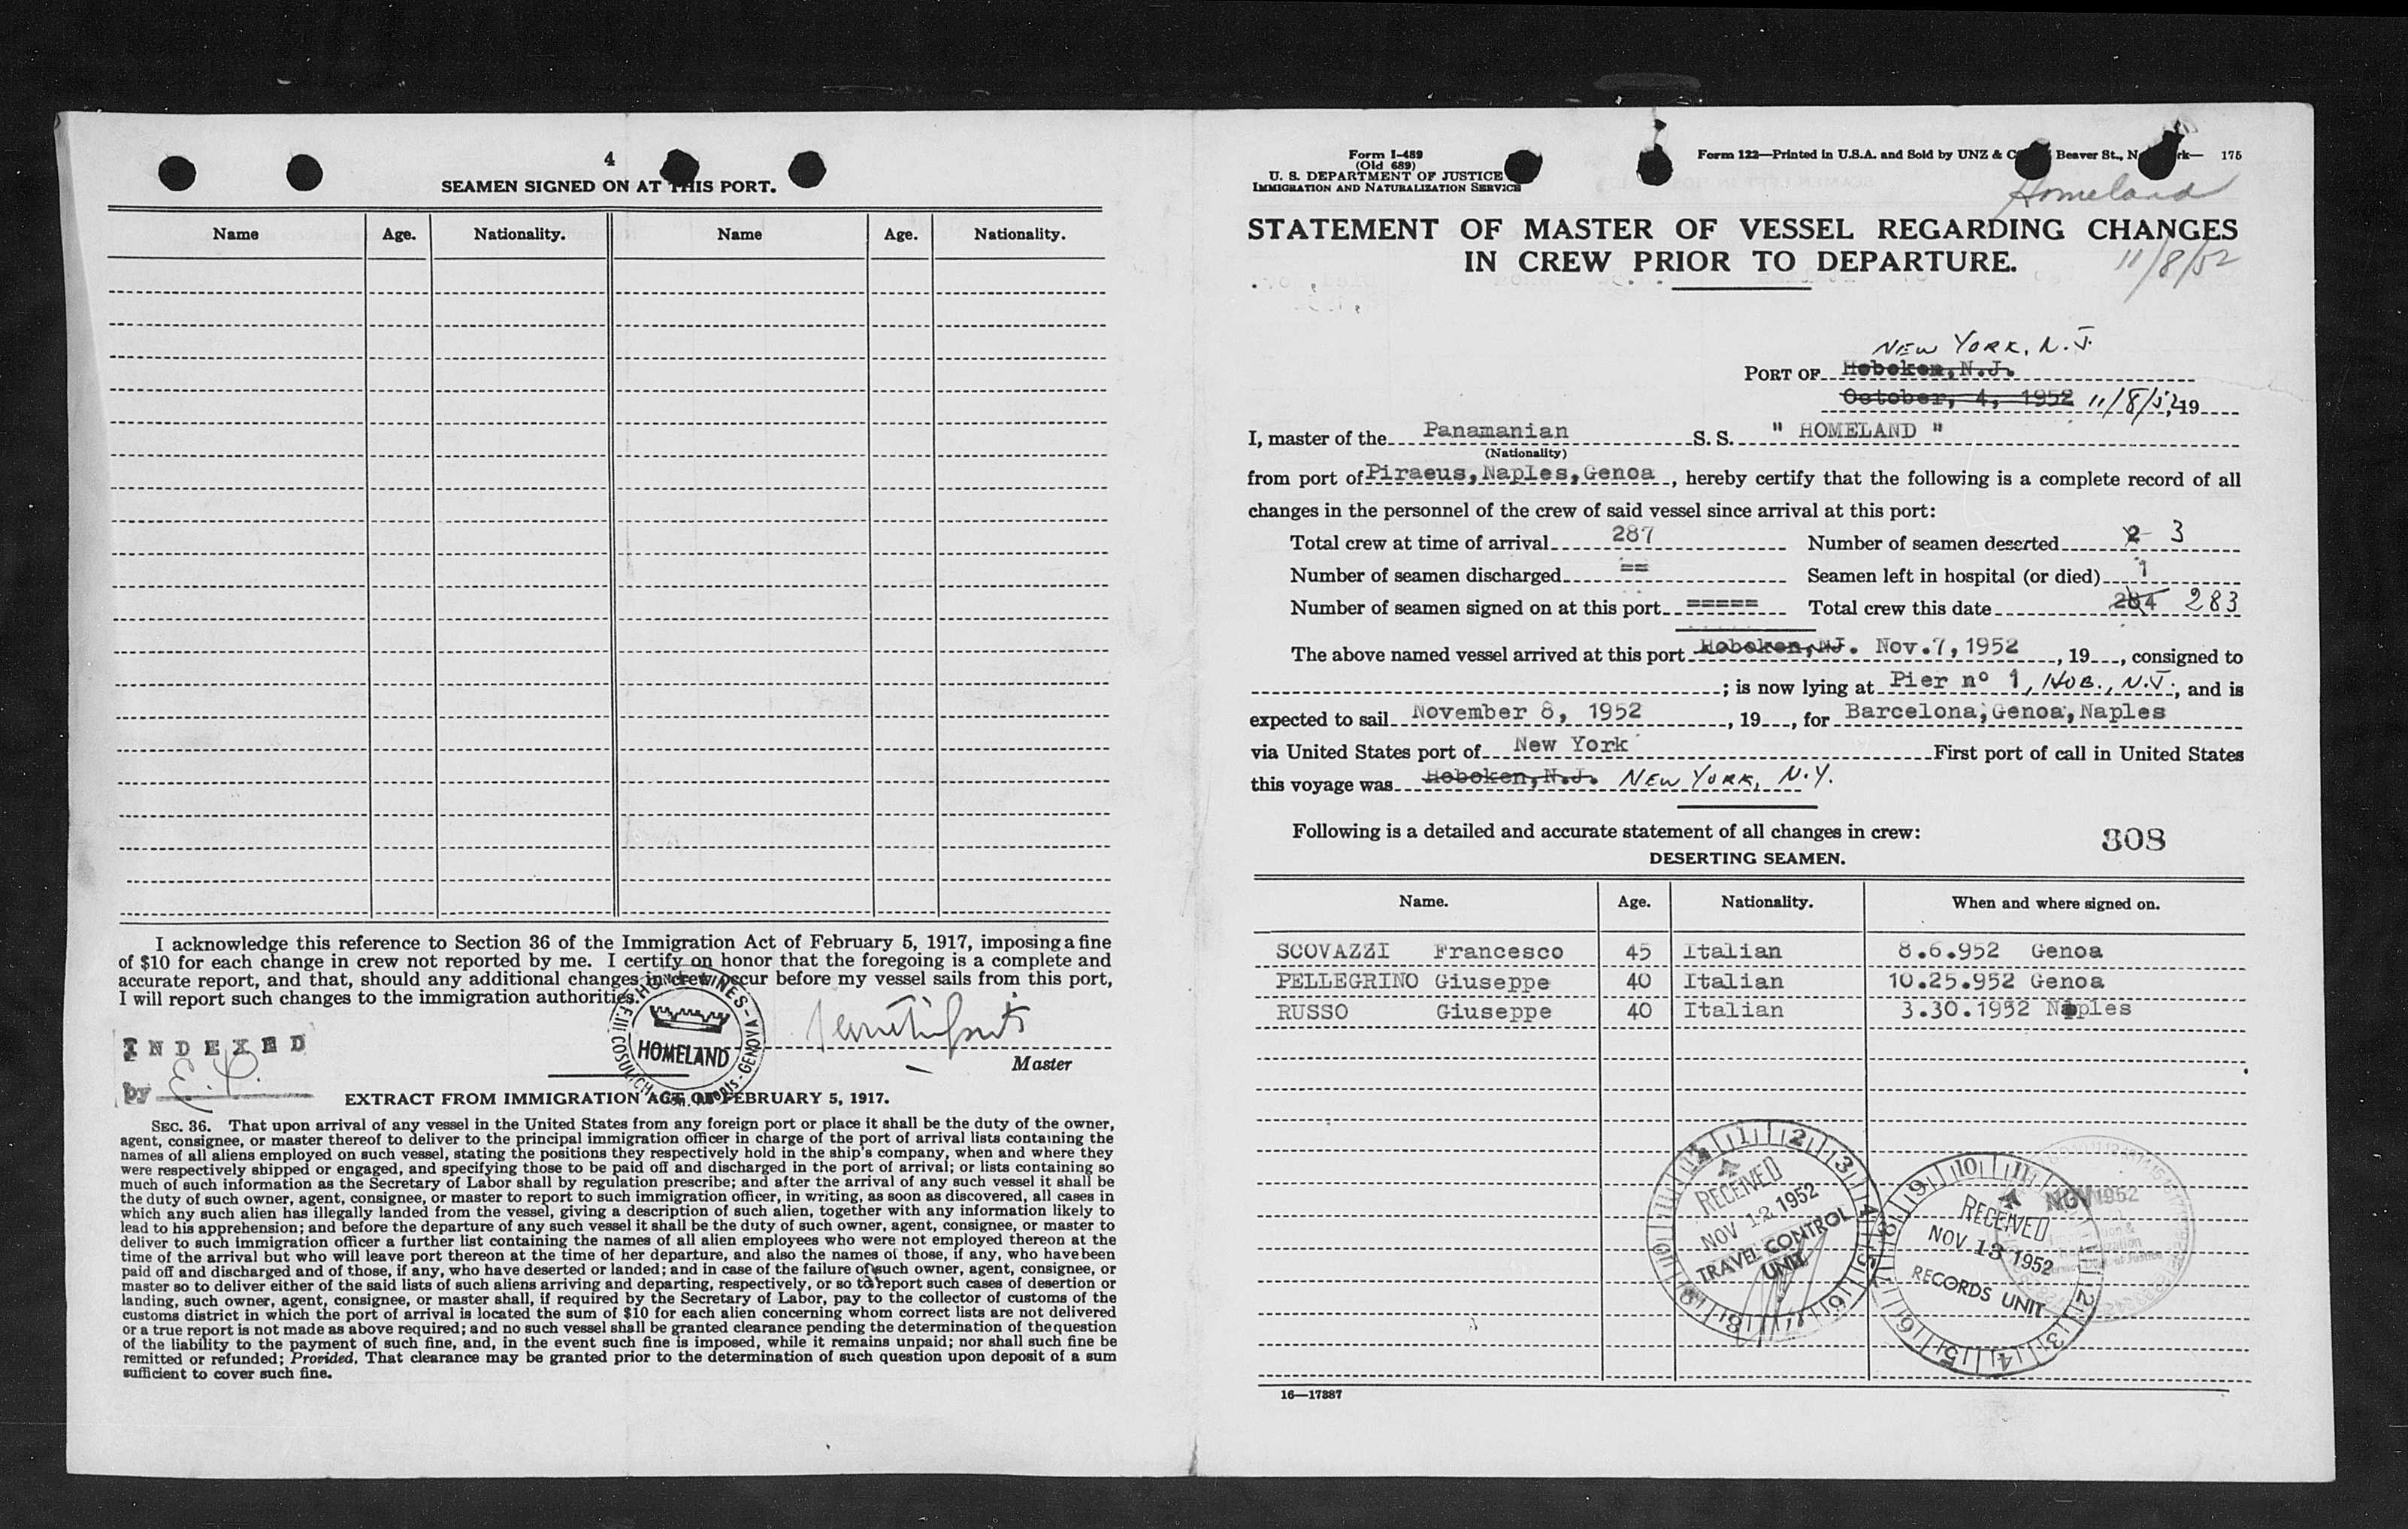 4
SEAMEN SIGNED ON AT THIS PORT.
Name Age. Nationality. Name Age. Nationality.
I acknowledge this reference to Section 36 of the Immigration Act of February 5, 1917, imposing a fine
of $10 for each change in crew not reported by me. I certify on honor that the foregoing is a complete and
accurate report, and that, should any additional changes in crew occur before my vessel sails from this port,
I will report such changes to the immigration authorities.
HOMELAND
Master
INDEXED
by
EXTRACT FROM IMMIGRATION ACT OF FEBRUARY 5, 1917.
SEC. 36. That upon arrival of any vessel in the United States from any foreign port or place it shall be the duty of the owner,
agent, consignee, or master thereof to deliver to the principal immigration officer in charge of the port of arrival lists containing the
names of all aliens employed on such vessel, stating the positions they respectively hold in the ship's company, when and where they
were respectively shipped or engaged, and specifying those to be paid off and discharged in the port of arrival; or lists containing so
much of such information as the Secretary of Labor shall by regulation prescribe; and after the arrival of any such vessel it shall be
the duty of such owner, agent, consignee, or master to report to such immigration officer, in writing, as soon as discovered, all cases in
which any such alien has illegally landed from the vessel, giving a description of such alien, together with any information likely to
lead to his apprehension; and before the departure of any such vessel it shall be the duty of such owner, agent, consignee, or master to
deliver to such immigration officer a further list containing the names of all alien employees who were not employed thereon at the
time of the arrival but who will leave port thereon at the time of her departure, and also the names of those, if any, who have been
paid off and discharged and of those, if any, who have deserted or landed; and in case of the failure of such owner, agent, consignee, or
master so to deliver either of the said lists of such aliens arriving and departing, respectively, or so to report such cases of desertion or
landing, such owner, agent, consignee, or master shall, if required by the Secretary of Labor, pay to the collector of customs of the
customs district in which the port of arrival is located the sum of $10 for each alien concerning whom correct lists are not delivered
or a true report is not made as above required; and no such vessel shall be granted clearance pending the determination of the question
of the liability to the payment of such fine, and, in the event such fine is imposed, while it remains unpaid; nor shall such fine be
remitted or refunded; Provided, That clearance may be granted prior to the determination of such question upon deposit of a sum
sufficient to cover such fine.
Form I-489
(Old 689)
U. S. DEPARTMENT OF JUSTICE
IMMIGRATION AND NATURALIZATION SERVICE
Form 122—Printed in U.S.A. and Sold by UNZ & Beaver St., 175
Homeland
STATEMENT OF MASTER OF VESSEL REGARDING CHANGES
IN CREW PRIOR TO DEPARTURE.
11/8/52
NEW YORK, N.J.
PORT OF Hoboken, N.J.
October, 4, 1952 11/8/52, 19
I, master of the Panamanian S. S. " HOMELAND "
(Nationality)
from port of Piraeus, Naples, Genoa, hereby certify that the following is a complete record of all
changes in the personnel of the crew of said vessel since arrival at this port:
Total crew at time of arrival 287 Number of seamen deserted 2 3
Number of seamen discharged == Seamen left in hospital (or died) 1
Number of seamen signed on at this port ===== Total crew this date 284 283
The above named vessel arrived at this port Hoboken, NJ. Nov.7, 1952, 19, consigned to
; is now lying at Pier nº 1, HOB., N.J., and is
expected to sail November 8, 1952, 19, for Barcelona, Genoa, Naples
via United States port of New York First port of call in United States
this voyage was Hoboken, N.J. NEW YORK, N.Y.
Following is a detailed and accurate statement of all changes in crew: 308
DESERTING SEAMEN.
Name. Age. Nationality. When and where signed on.
SCOVAZZI Francesco 45 Italian 8.6.952 Genoa
PELLEGRINO Giuseppe 40 Italian 10.25.952 Genoa
RUSSO Giuseppe 40 Italian 3.30.1952 Naples
RECEIVED
NOV 12 1952
TRAVEL CONTROL
UNIT
RECEIVED
NOV 13 1952
RECORDS UNIT
NOV 1952
16—17887